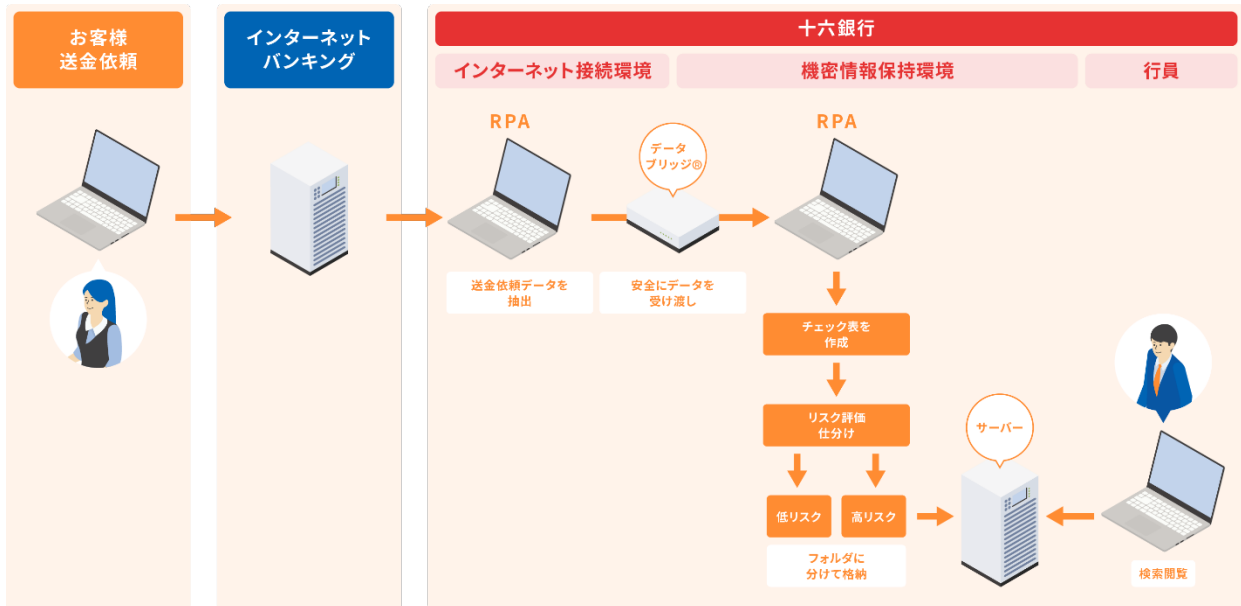 お客様
送金依頼
インターネット
バンキング
十六銀行
インターネット接続環境
機密情報保持環境
行員
RPA
データ
ブリッジ®
RPA
送金依頼データを
抽出
安全にデータを
受け渡し
チェック表を
作成
リスク評価
仕分け
低リスク
高リスク
フォルダに
分けて格納
サーバー
検索閲覧